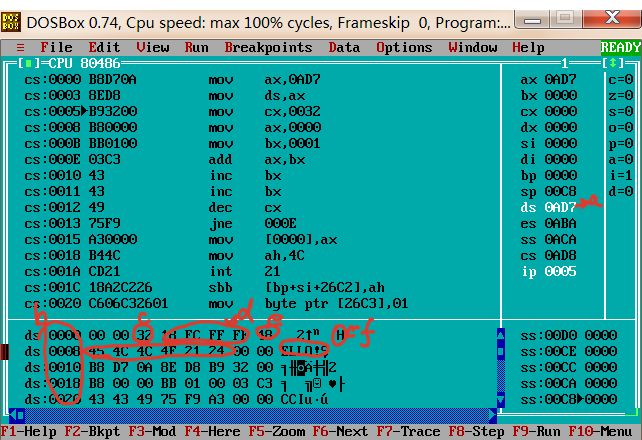 DOSBox 0.74, Cpu speed: max 100% cycles, Frameskip 0, Program:...
≡ File Edit View Run Breakpoints Data Options Window Help READY
[■]=CPU 80486 1 [↕]
cs:0000 B8D70A mov ax,0AD7 ax 0AD7 c=0
cs:0003 8ED8 mov ds,ax bx 0000 z=0
cs:0005▶B93200 mov cx,0032 cx 0000 s=0
cs:0008 B80000 mov ax,0000 dx 0000 o=0
cs:000B BB0100 mov bx,0001 si 0000 p=0
cs:000E 03C3 add ax,bx di 0000 a=0
cs:0010 43 inc bx bp 0000 i=1
cs:0011 43 inc bx sp 00C8 d=0
cs:0012 49 dec cx ds 0AD7 a
cs:0013 75F9 jne 000E es 0ABA
cs:0015 A30000 mov [0000],ax ss 0ACA
cs:0018 B44C mov ah,4C cs 0AD8
cs:001A CD21 int 21 ip 0005
cs:001C 18A2C226 sbb [bp+si+26C2],ah
cs:0020 C606C32601 mov byte ptr [26C3],01
b c d e f
ds:0000 00 00 00 32 FF ss:00D0 0000
ds:0008 4C 4C 21 24 00 00 ss:00CE 0000
ds:0010 B8 D7 0A 8E D8 B9 32 00 ss:00CC 0000
ds:0018 B8 00 00 BB 01 00 03 C3 ss:00CA 0000
ds:0020 43 43 49 75 F9 A3 00 00 CCIu·ú ss:00C8▶0000
F1-Help F2-Bkpt F3-Mod F4-Here F5-Zoom F6-Next F7-Trace F8-Step F9-Run F10-Menu